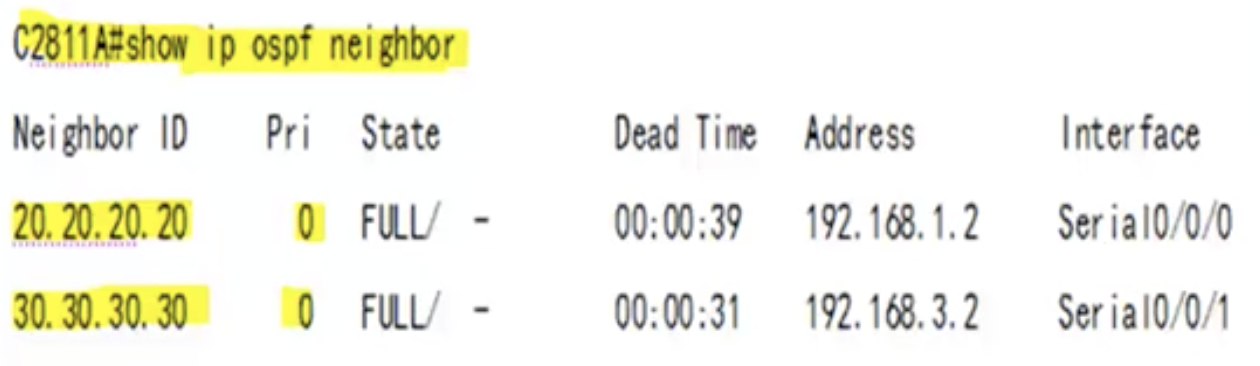 C2811A#show ip ospf neighbor
Neighbor ID Pri State Dead Time Address Interface
20.20.20.20 0 FULL/ - 00:00:39 192.168.1.2 Serial0/0/0
30.30.30.30 0 FULL/ - 00:00:31 192.168.3.2 Serial0/0/1